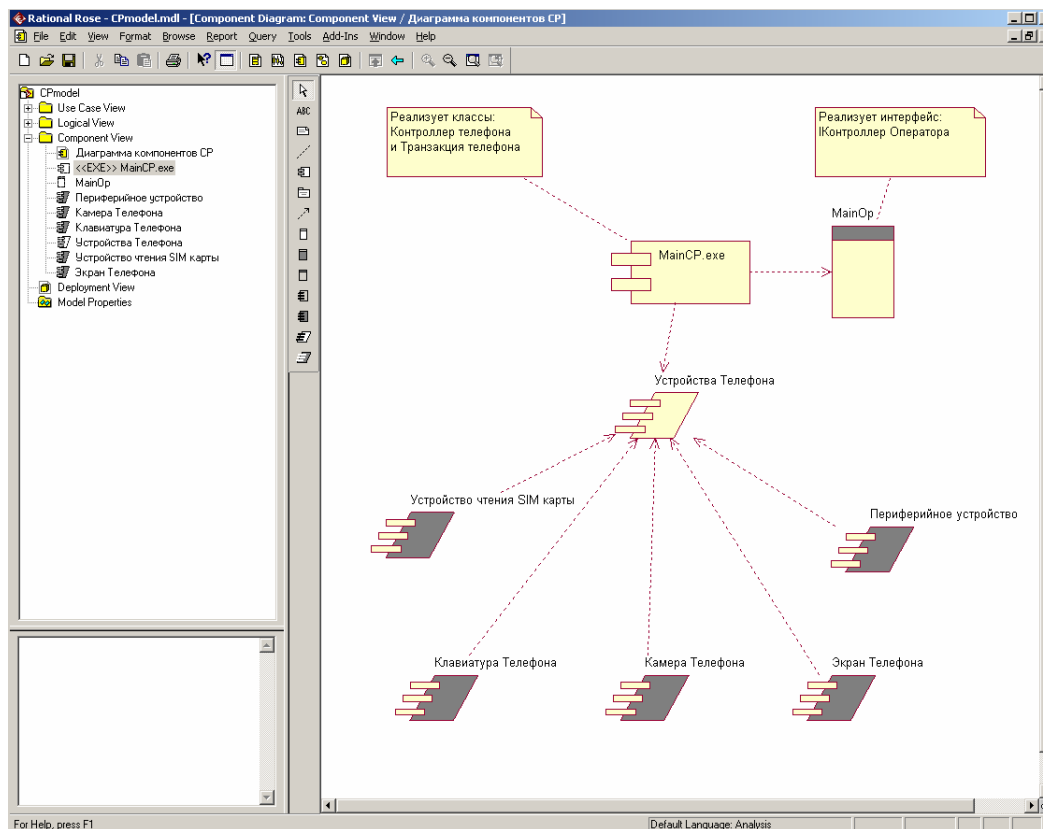 Rational Rose - CPmodel.mdl - [Component Diagram: Component View / Диаграмма компонентов CP]
File Edit View Format Browse Report Query Tools Add-Ins Window Help
CPmodel
Use Case View
Logical View
Component View
Диаграмма компонентов CP
<<EXE>> MainCP.exe
MainOp
Периферийное устройство
Камера Телефона
Клавиатура Телефона
Устройства Телефона
Устройство чтения SIM карты
Экран Телефона
Deployment View
Model Properties
ABC
Реализует классы:
Контроллер телефона
и Транзакция телефона
Реализует интерфейс:
IКонтроллер Оператора
MainOp
MainCP.exe
Устройства Телефона
Устройство чтения SIM карты
Периферийное устройство
Клавиатура Телефона
Камера Телефона
Экран Телефона
For Help, press F1
Default Language: Analysis